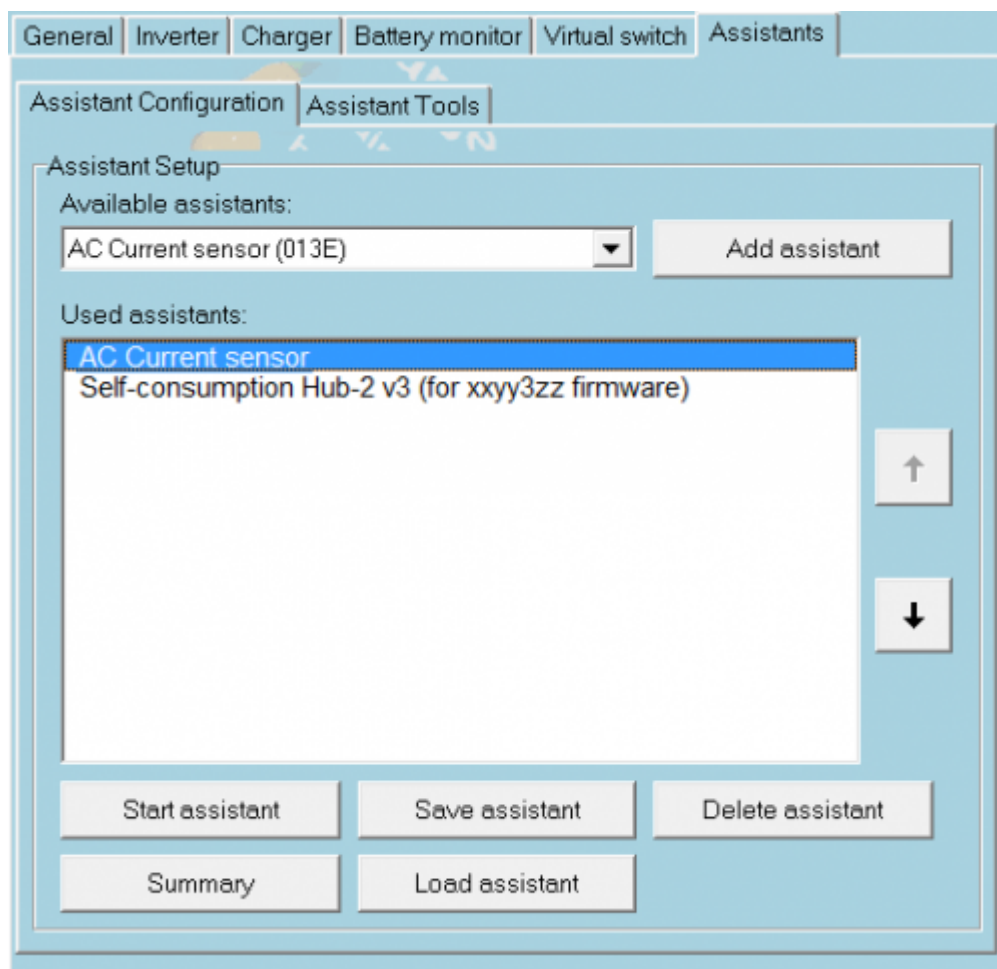 General Inverter Charger Battery monitor Virtual switch Assistants
Assistant Configuration Assistant Tools
Assistant Setup
Available assistants:
AC Current sensor (013E) Add assistant
Used assistants:
AC Current sensor
Self-consumption Hub-2 v3 (for xxyy3zz firmware)
Start assistant Save assistant Delete assistant
Summary Load assistant